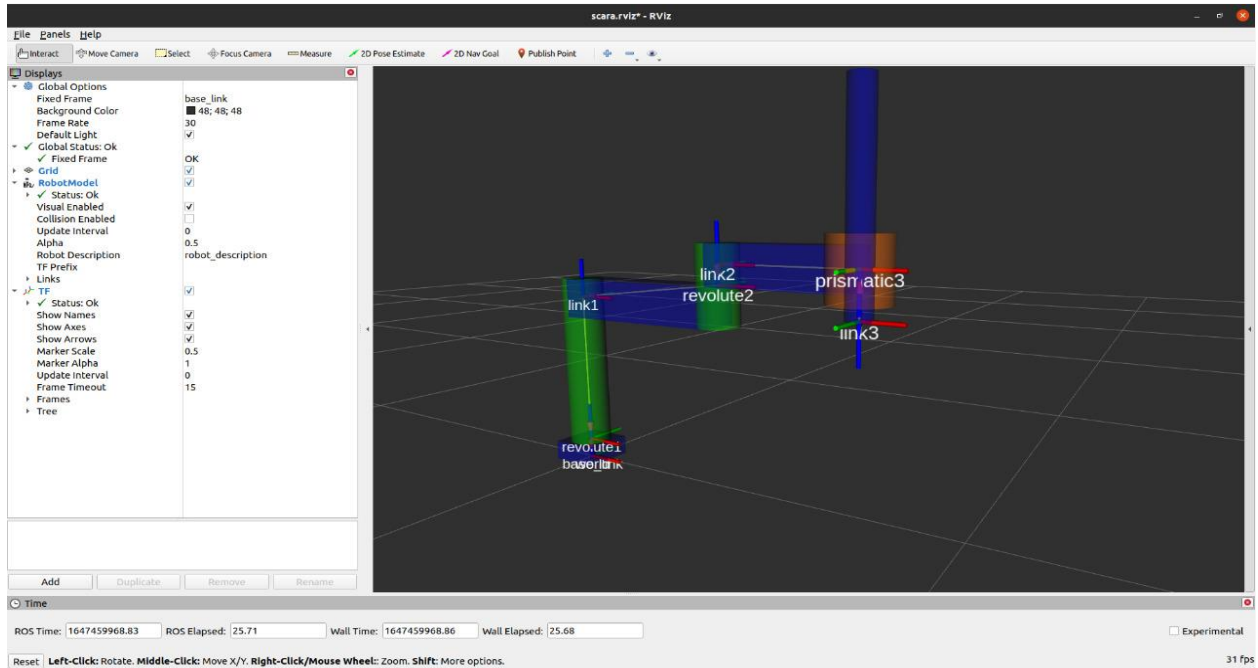 scara.rviz* - RViz
File Panels Help
Interact Move Camera Select Focus Camera Measure 2D Pose Estimate 2D Nav Goal Publish Point
Displays
Global Options
Fixed Frame base_link
Background Color 48; 48; 48
Frame Rate 30
Default Light
Global Status: Ok
Fixed Frame OK
Grid
RobotModel
Status: Ok
Visual Enabled
Collision Enabled
Update Interval 0
Alpha 0.5
Robot Description robot_description
TF Prefix
Links
TF
Status: Ok
Show Names
Show Axes
Show Arrows
Marker Scale 0.5
Marker Alpha 1
Update Interval 0
Frame Timeout 15
Frames
Tree
link2
prismatic3
revolute2
link1
link3
revolute1
Add Duplicate Remove Rename
Time
ROS Time: 1647459968.83 ROS Elapsed: 25.71 Wall Time: 1647459968.86 Wall Elapsed: 25.68 Experimental
Reset Left-Click: Rotate. Middle-Click: Move X/Y. Right-Click/Mouse Wheel:: Zoom. Shift: More options. 31 fps